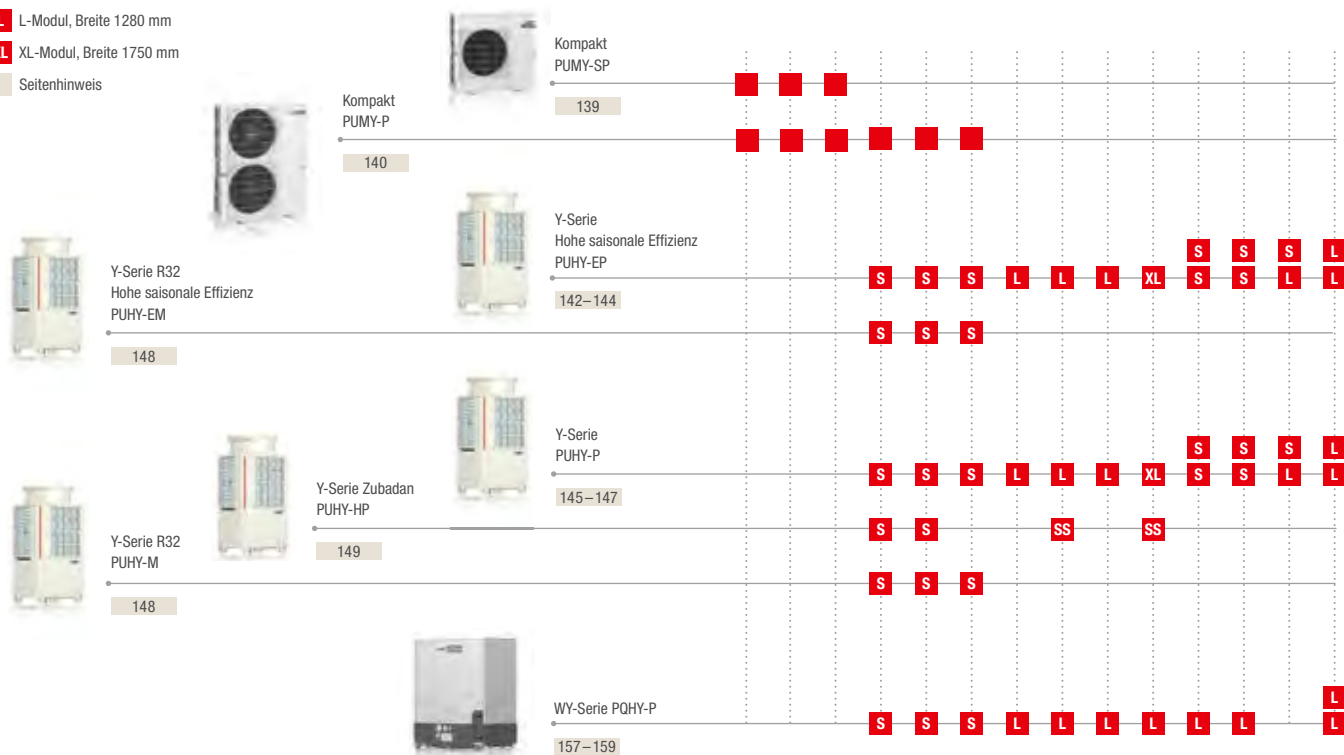 L L-Modul, Breite 1280 mm
XL XL-Modul, Breite 1750 mm
Seitenhinweis
Kompakt
PUMY-SP
139
Kompakt
PUMY-P
140
Y-Serie
Hohe saisonale Effizienz
PUHY-EP
142–144
S S S L
S S S L L L XL S S L L
Y-Serie R32
Hohe saisonale Effizienz
PUHY-EM
148
S S S
Y-Serie
PUHY-P
145–147
S S S L
S S S L L L XL S S L L
Y-Serie Zubadan
PUHY-HP
149
S S SS SS
Y-Serie R32
PUHY-M
148
S S S
WY-Serie PQHY-P
157–159
L
S S S L L L L L L L